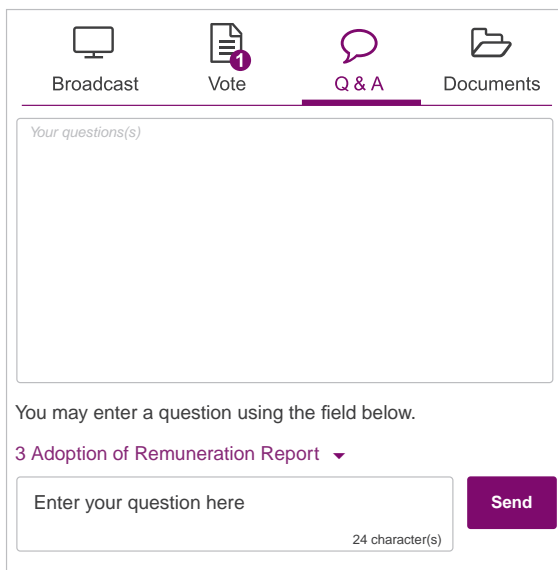 1
Broadcast Vote Q & A Documents
Your questions(s)
You may enter a question using the field below.
3 Adoption of Remuneration Report
Enter your question here Send
24 character(s)